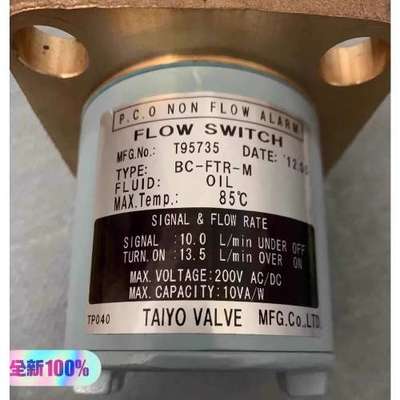 P.C.O NON FLOW ALARM
FLOW SWITCH
MFG.No.: T95735 DATE: '12.
TYPE: BC-FTR-M
FLUID: OIL
MAX.Temp.: 85℃
SIGNAL & FLOW RATE
SIGNAL :10.0 L/min UNDER OFF
TURN.ON :13.5 L/min OVER ON
MAX.VOLTAGE:200V AC/DC
MAX.CAPACITY:10VA/W
TP040 TAIYO VALVE MFG.Co.,LTD.
全新100%